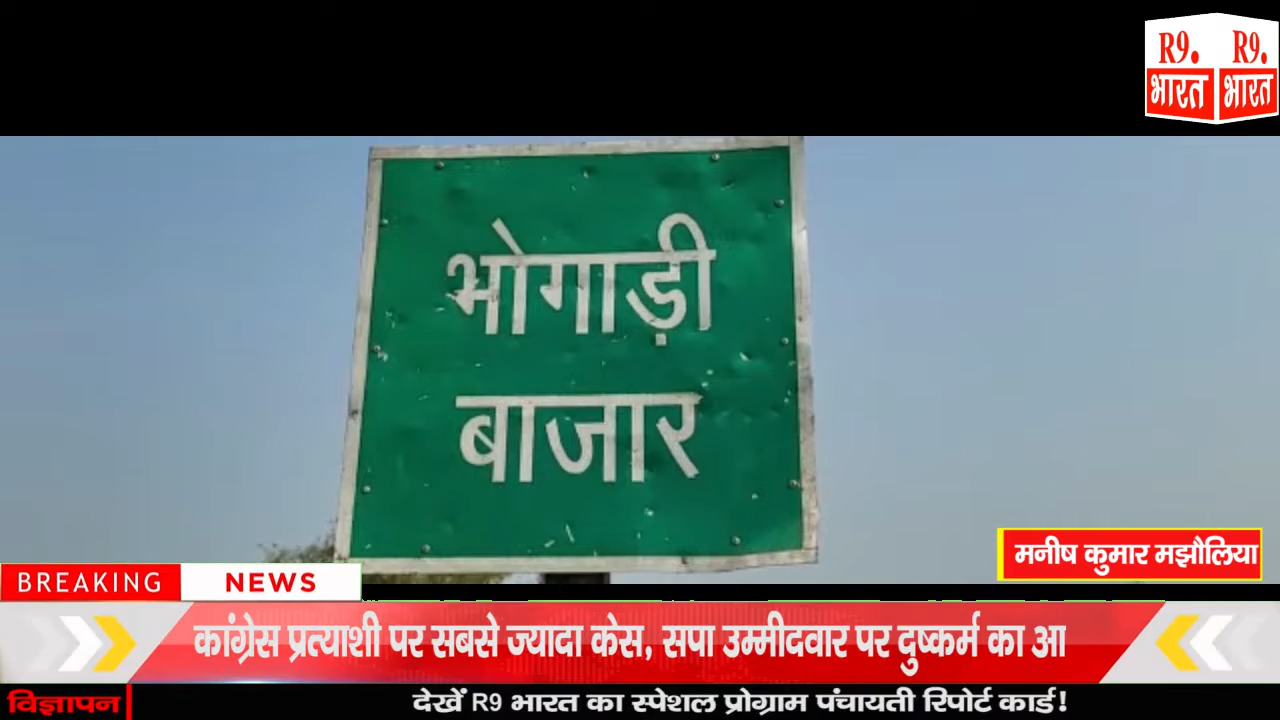 R9. R9.
भारत भारत
भोगाड़ी
बाजार
मनीष कुमार मझौलिया
BREAKING NEWS
कांग्रेस प्रत्याशी पर सबसे ज्यादा केस, सपा उम्मीदवार पर दुष्कर्म का आ
विज्ञापन देखें R9 भारत का स्पेशल प्रोग्राम पंचायती रिपोर्ट कार्ड!